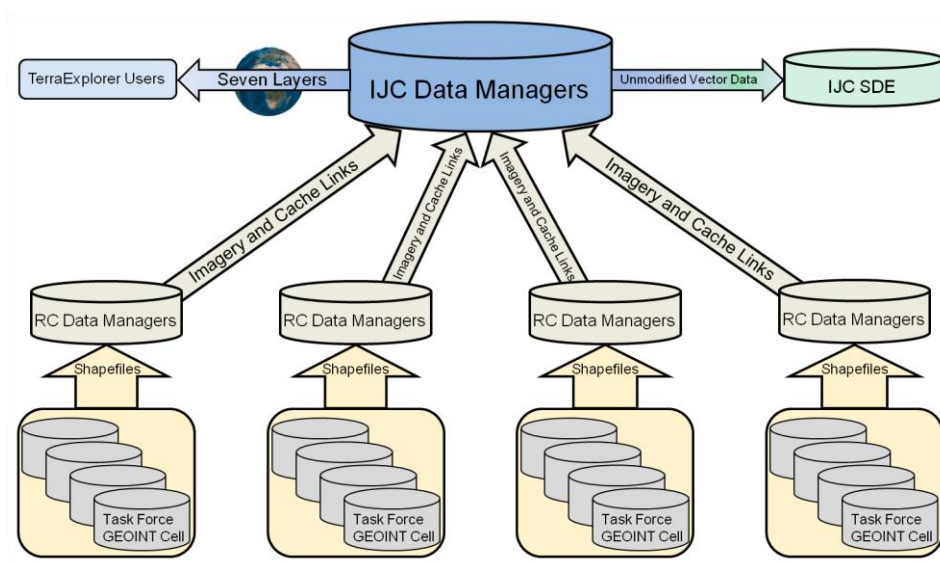 TerraExplorer Users
Seven Layers
IJC Data Managers
Unmodified Vector Data
IJC SDE
Imagery and Cache Links
Imagery and Cache Links
Imagery and Cache Links
Imagery and Cache Links
RC Data Managers
RC Data Managers
RC Data Managers
RC Data Managers
Shapefiles
Shapefiles
Shapefiles
Shapefiles
Task Force
GEOINT Cell
Task Force
GEOINT Cell
Task Force
GEOINT Cell
Task Force
GEOINT Cell